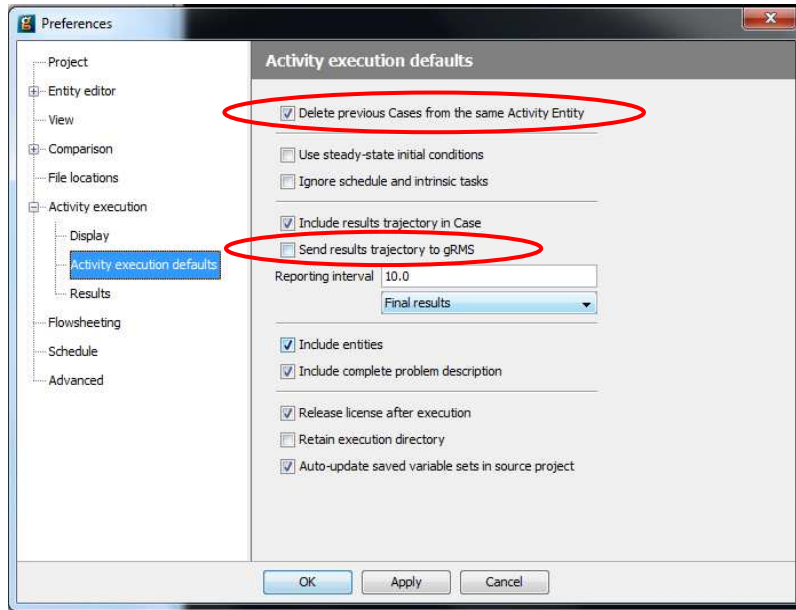 Preferences
Project
Entity editor
View
Comparison
File locations
Activity execution
Display
Activity execution defaults
Results
Flowsheeting
Schedule
Advanced
Activity execution defaults
Delete previous Cases from the same Activity Entity
Use steady-state initial conditions
Ignore schedule and intrinsic tasks
Include results trajectory in Case
Send results trajectory to gRMS
Reporting interval 10.0
Final results
Include entities
Include complete problem description
Release license after execution
Retain execution directory
Auto-update saved variable sets in source project
OK Apply Cancel